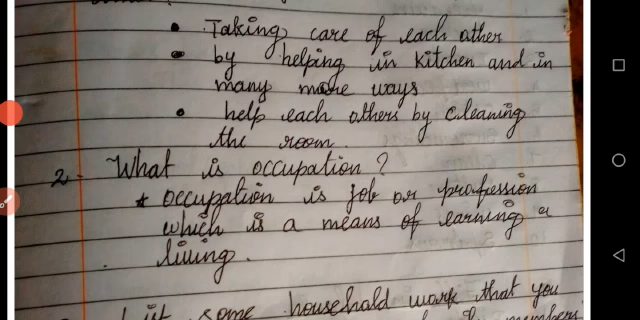 • Taking care of each other
• by helping in kitchen and in
many more ways
• help each others by cleaning
the room.
2. What is occupation?
* occupation is job or profession
which is a means of earning a
living.
List some household work that you
members